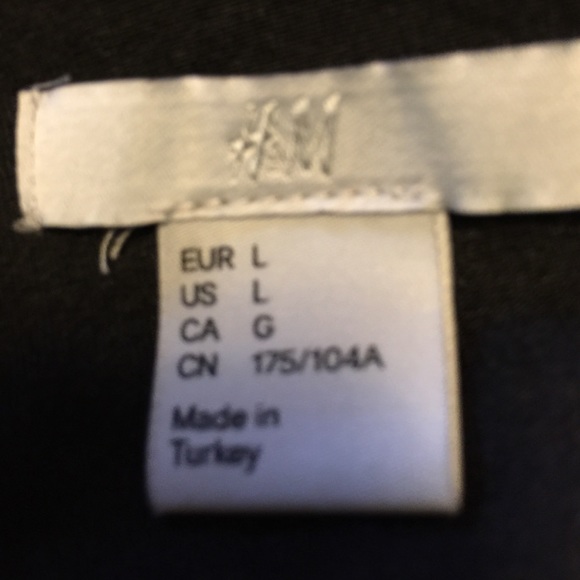 H&M
EUR L
US L
CA G
CN 175/104A
Made in
Turkey